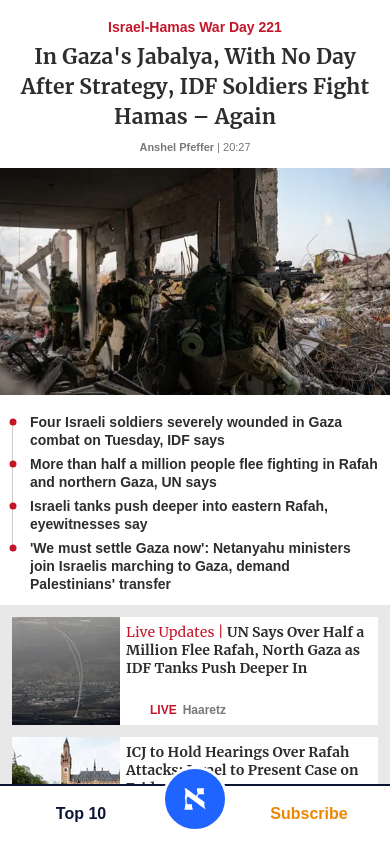 Israel-Hamas War Day 221
In Gaza's Jabalya, With No Day
After Strategy, IDF Soldiers Fight
Hamas – Again
Anshel Pfeffer | 20:27
Four Israeli soldiers severely wounded in Gaza
combat on Tuesday, IDF says
More than half a million people flee fighting in Rafah
and northern Gaza, UN says
Israeli tanks push deeper into eastern Rafah,
eyewitnesses say
'We must settle Gaza now': Netanyahu ministers
join Israelis marching to Gaza, demand
Palestinians' transfer
Live Updates | UN Says Over Half a
Million Flee Rafah, North Gaza as
IDF Tanks Push Deeper In
LIVE Haaretz
ICJ to Hold Hearings Over Rafah
to Present Case on
Top 10
Subscribe